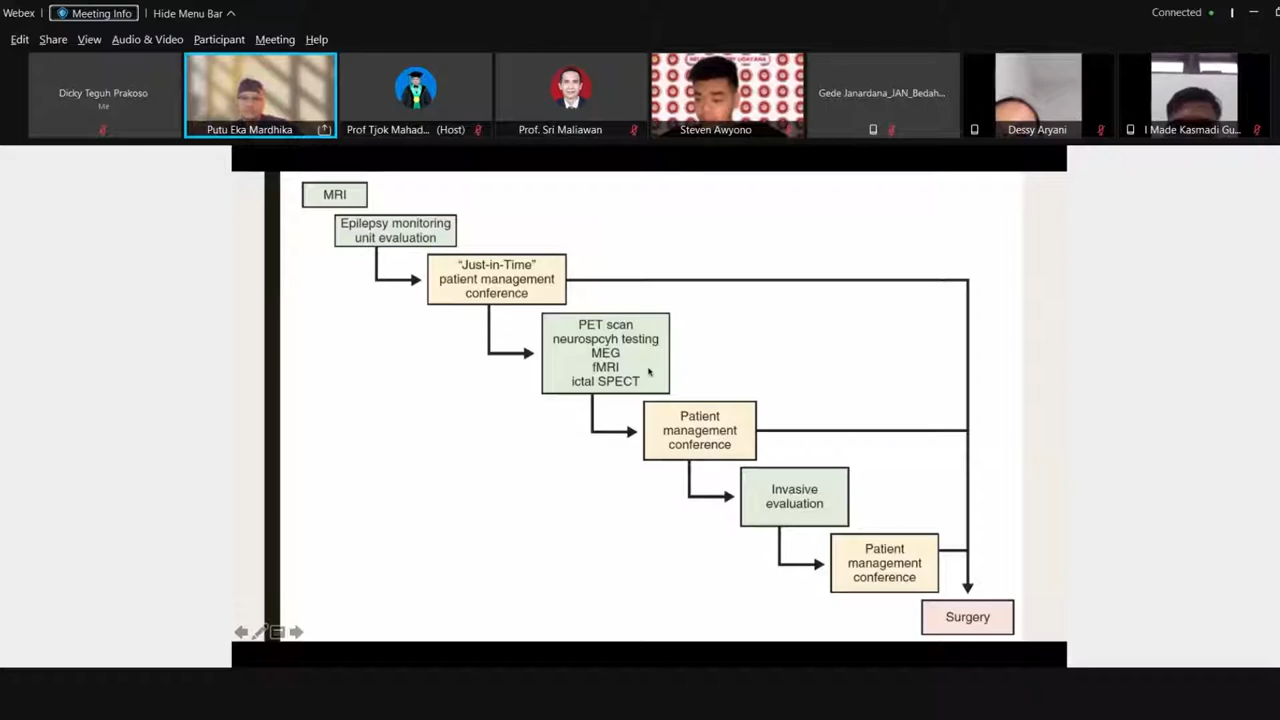 Webex
Meeting Info
Hide Menu Bar
Connected
Edit Share View Audio & Video Participant Meeting Help
Dicky Teguh Prakoso
Me
Putu Eka Mardhika
Prof Tjok Mahad... (Host)
Prof. Sri Maliawan
UDAYANA
Steven Awyono
Gede Janardana_JAN_Bedah...
Dessy Aryani
I Made Kasmadi Gu...
MRI
Epilepsy monitoring
unit evaluation
“Just-in-Time”
patient management
conference
PET scan
neurospcyh testing
MEG
fMRI
ictal SPECT
Patient
management
conference
Invasive
evaluation
Patient
management
conference
Surgery